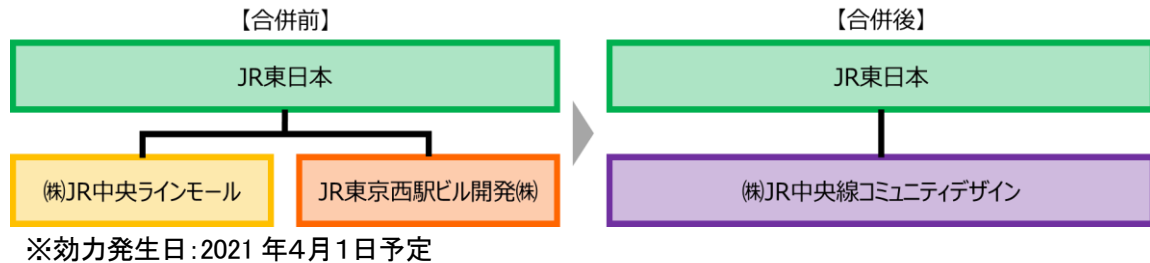 【合併前】
【合併後】
JR東日本
JR東日本
㈱JR中央ラインモール
JR東京西駅ビル開発㈱
㈱JR中央線コミュニティデザイン
※効力発生日:2021 年4月1日予定